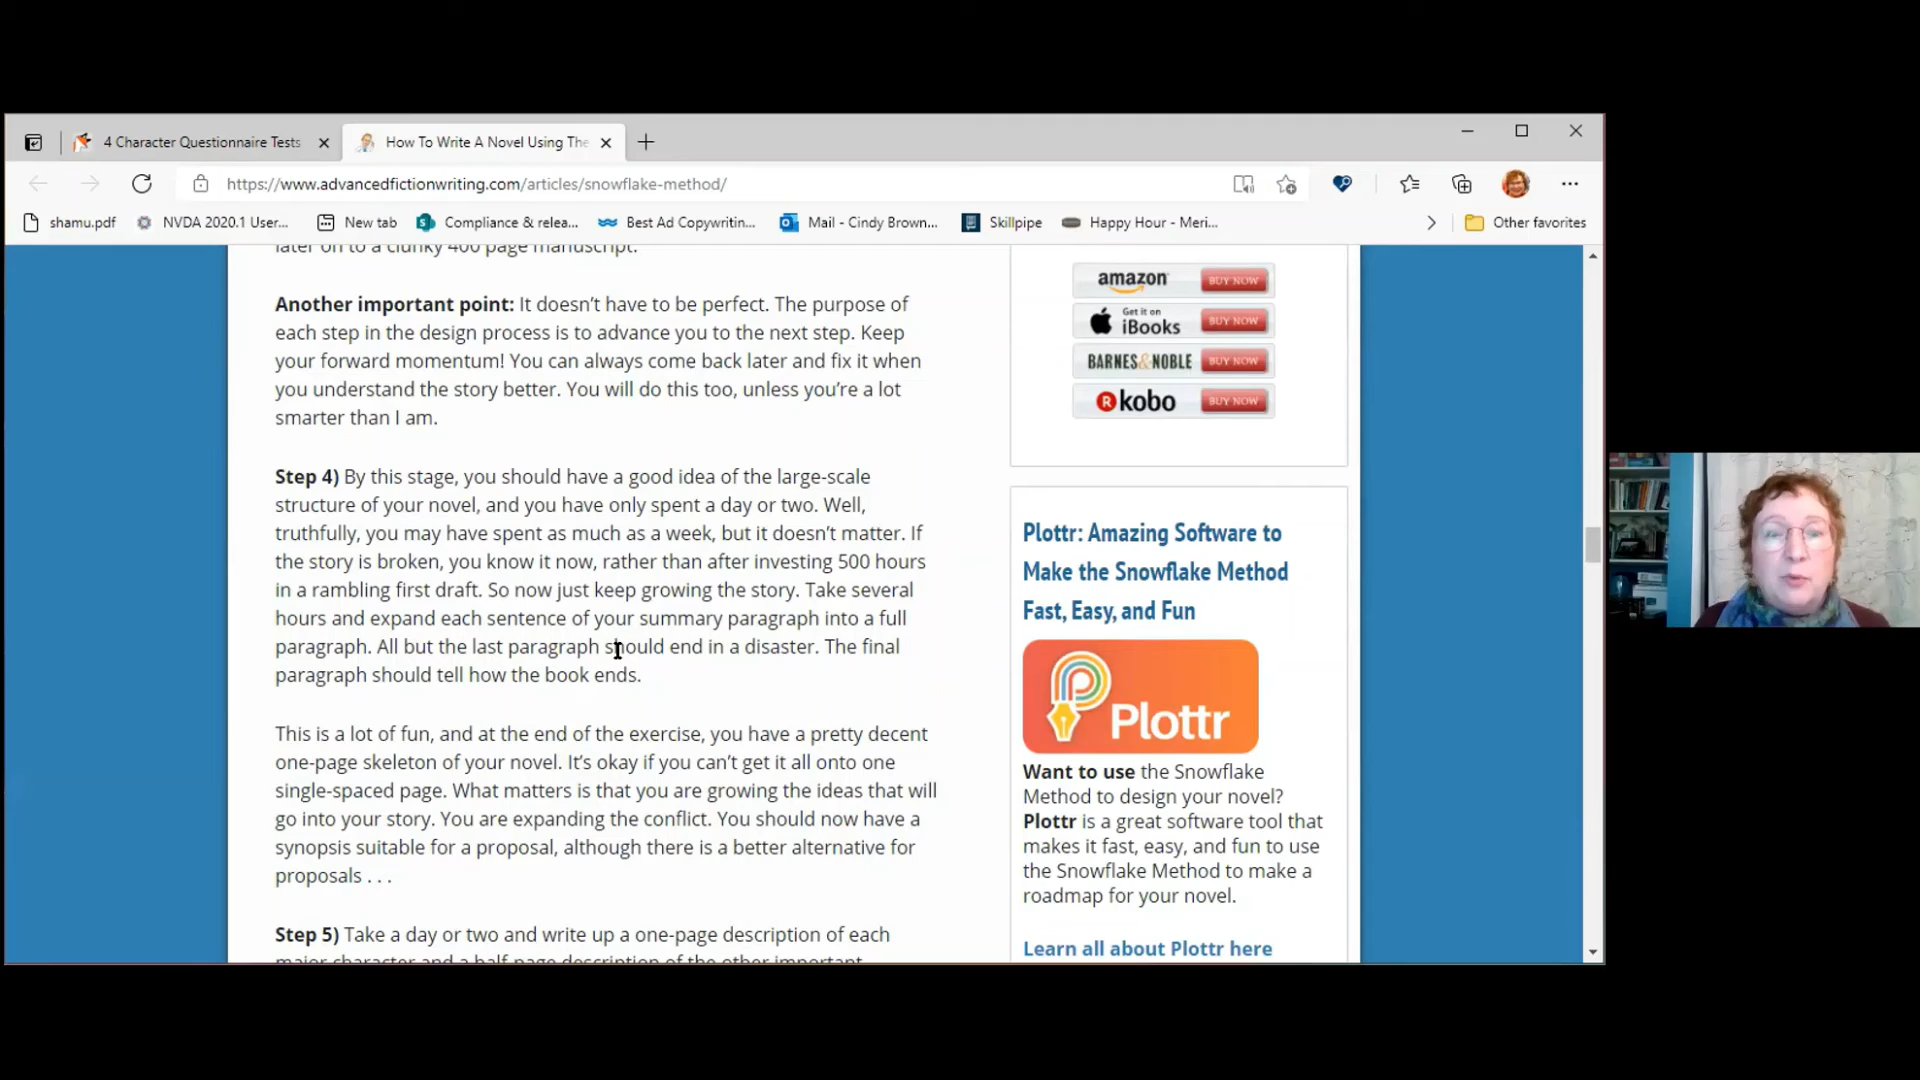 4 Character Questionnaire Tests
How To Write A Novel Using The
https://www.advancedfictionwriting.com/articles/snowflake-method/
shamu.pdf
NVDA 2020.1 User...
New tab
Compliance & relea...
Best Ad Copywritin...
Mail - Cindy Brown...
Skillpipe
Happy Hour - Meri...
Other favorites
later on to a clunky 400 page manuscript.
Another important point: It doesn't have to be perfect. The purpose of
each step in the design process is to advance you to the next step. Keep
your forward momentum! You can always come back later and fix it when
you understand the story better. You will do this too, unless you're a lot
smarter than I am.
Step 4) By this stage, you should have a good idea of the large-scale
structure of your novel, and you have only spent a day or two. Well,
truthfully, you may have spent as much as a week, but it doesn't matter. If
the story is broken, you know it now, rather than after investing 500 hours
in a rambling first draft. So now just keep growing the story. Take several
hours and expand each sentence of your summary paragraph into a full
paragraph. All but the last paragraph should end in a disaster. The final
paragraph should tell how the book ends.
This is a lot of fun, and at the end of the exercise, you have a pretty decent
one-page skeleton of your novel. It's okay if you can't get it all onto one
single-spaced page. What matters is that you are growing the ideas that will
go into your story. You are expanding the conflict. You should now have a
synopsis suitable for a proposal, although there is a better alternative for
proposals . . .
Step 5) Take a day or two and write up a one-page description of each
major character and a half-page description of the other important
amazon BUY NOW
Get it on
iBooks BUY NOW
BARNES&NOBLE BUY NOW
R kobo BUY NOW
Plottr: Amazing Software to
Make the Snowflake Method
Fast, Easy, and Fun
Plottr
Want to use the Snowflake
Method to design your novel?
Plottr is a great software tool that
makes it fast, easy, and fun to use
the Snowflake Method to make a
roadmap for your novel.
Learn all about Plottr here